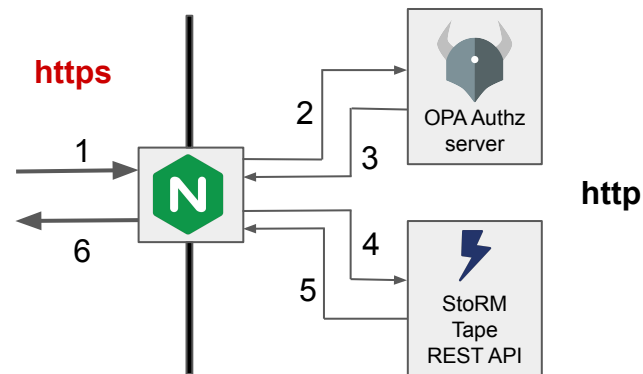 https
1
6
N
2
3
4
5
OPA Authz
server
http
StoRM
Tape
REST API